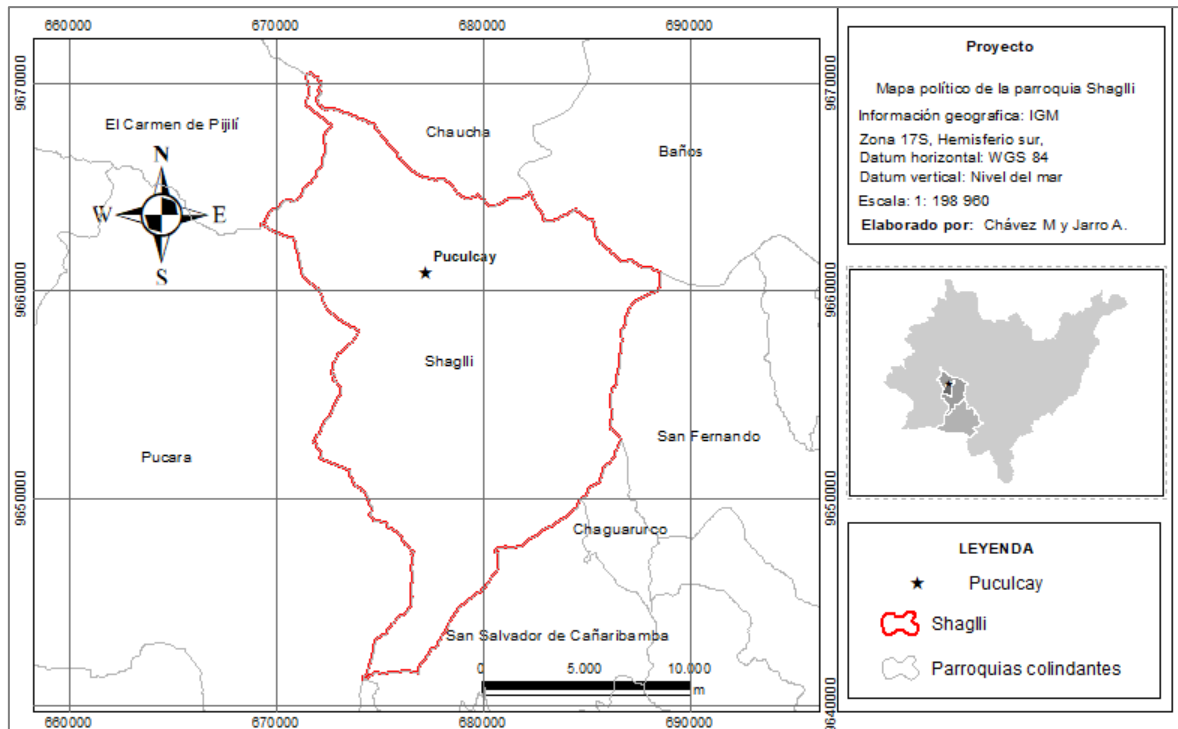 660000
670000
680000
690000
9670000
9660000
9650000
9640000
El Carmen de Pijilí
Chaucha
Baños
N
W
E
S
Puculcay
Shaglli
San Fernando
Pucara
Chaguarurco
San Salvador de Cañaribamba
0
5.000
10.000
m
9670000
9660000
9650000
9640000
660000
670000
680000
690000
Proyecto
Mapa político de la parroquia Shaglli
Información geografica: IGM
Zona 17S, Hemisferio sur,
Datum horizontal: WGS 84
Datum vertical: Nivel del mar
Escala: 1: 198 960
Elaborado por: Chávez M y Jarro A.
LEYENDA
Puculcay
Shaglli
Parroquias colindantes